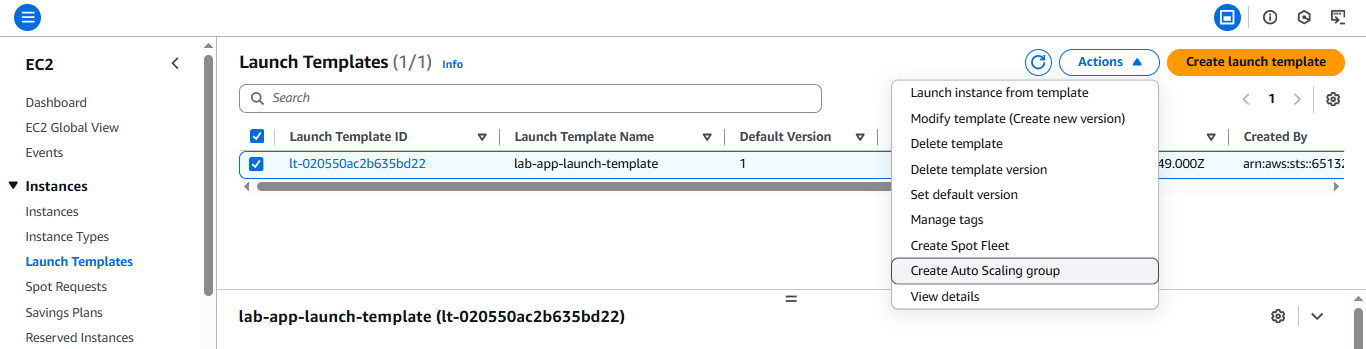 EC2
Dashboard
EC2 Global View
Events
Instances
Instances
Instance Types
Launch Templates
Spot Requests
Savings Plans
Reserved Instances
Launch Templates (1/1) Info
Actions
Create launch template
Search
1
Launch Template ID Launch Template Name Default Version Created By
lt-020550ac2b635bd22 lab-app-launch-template 1 49.000Z arn:aws:sts::65132
Launch instance from template
Modify template (Create new version)
Delete template
Delete template version
Set default version
Manage tags
Create Spot Fleet
Create Auto Scaling group
View details
lab-app-launch-template (lt-020550ac2b635bd22)